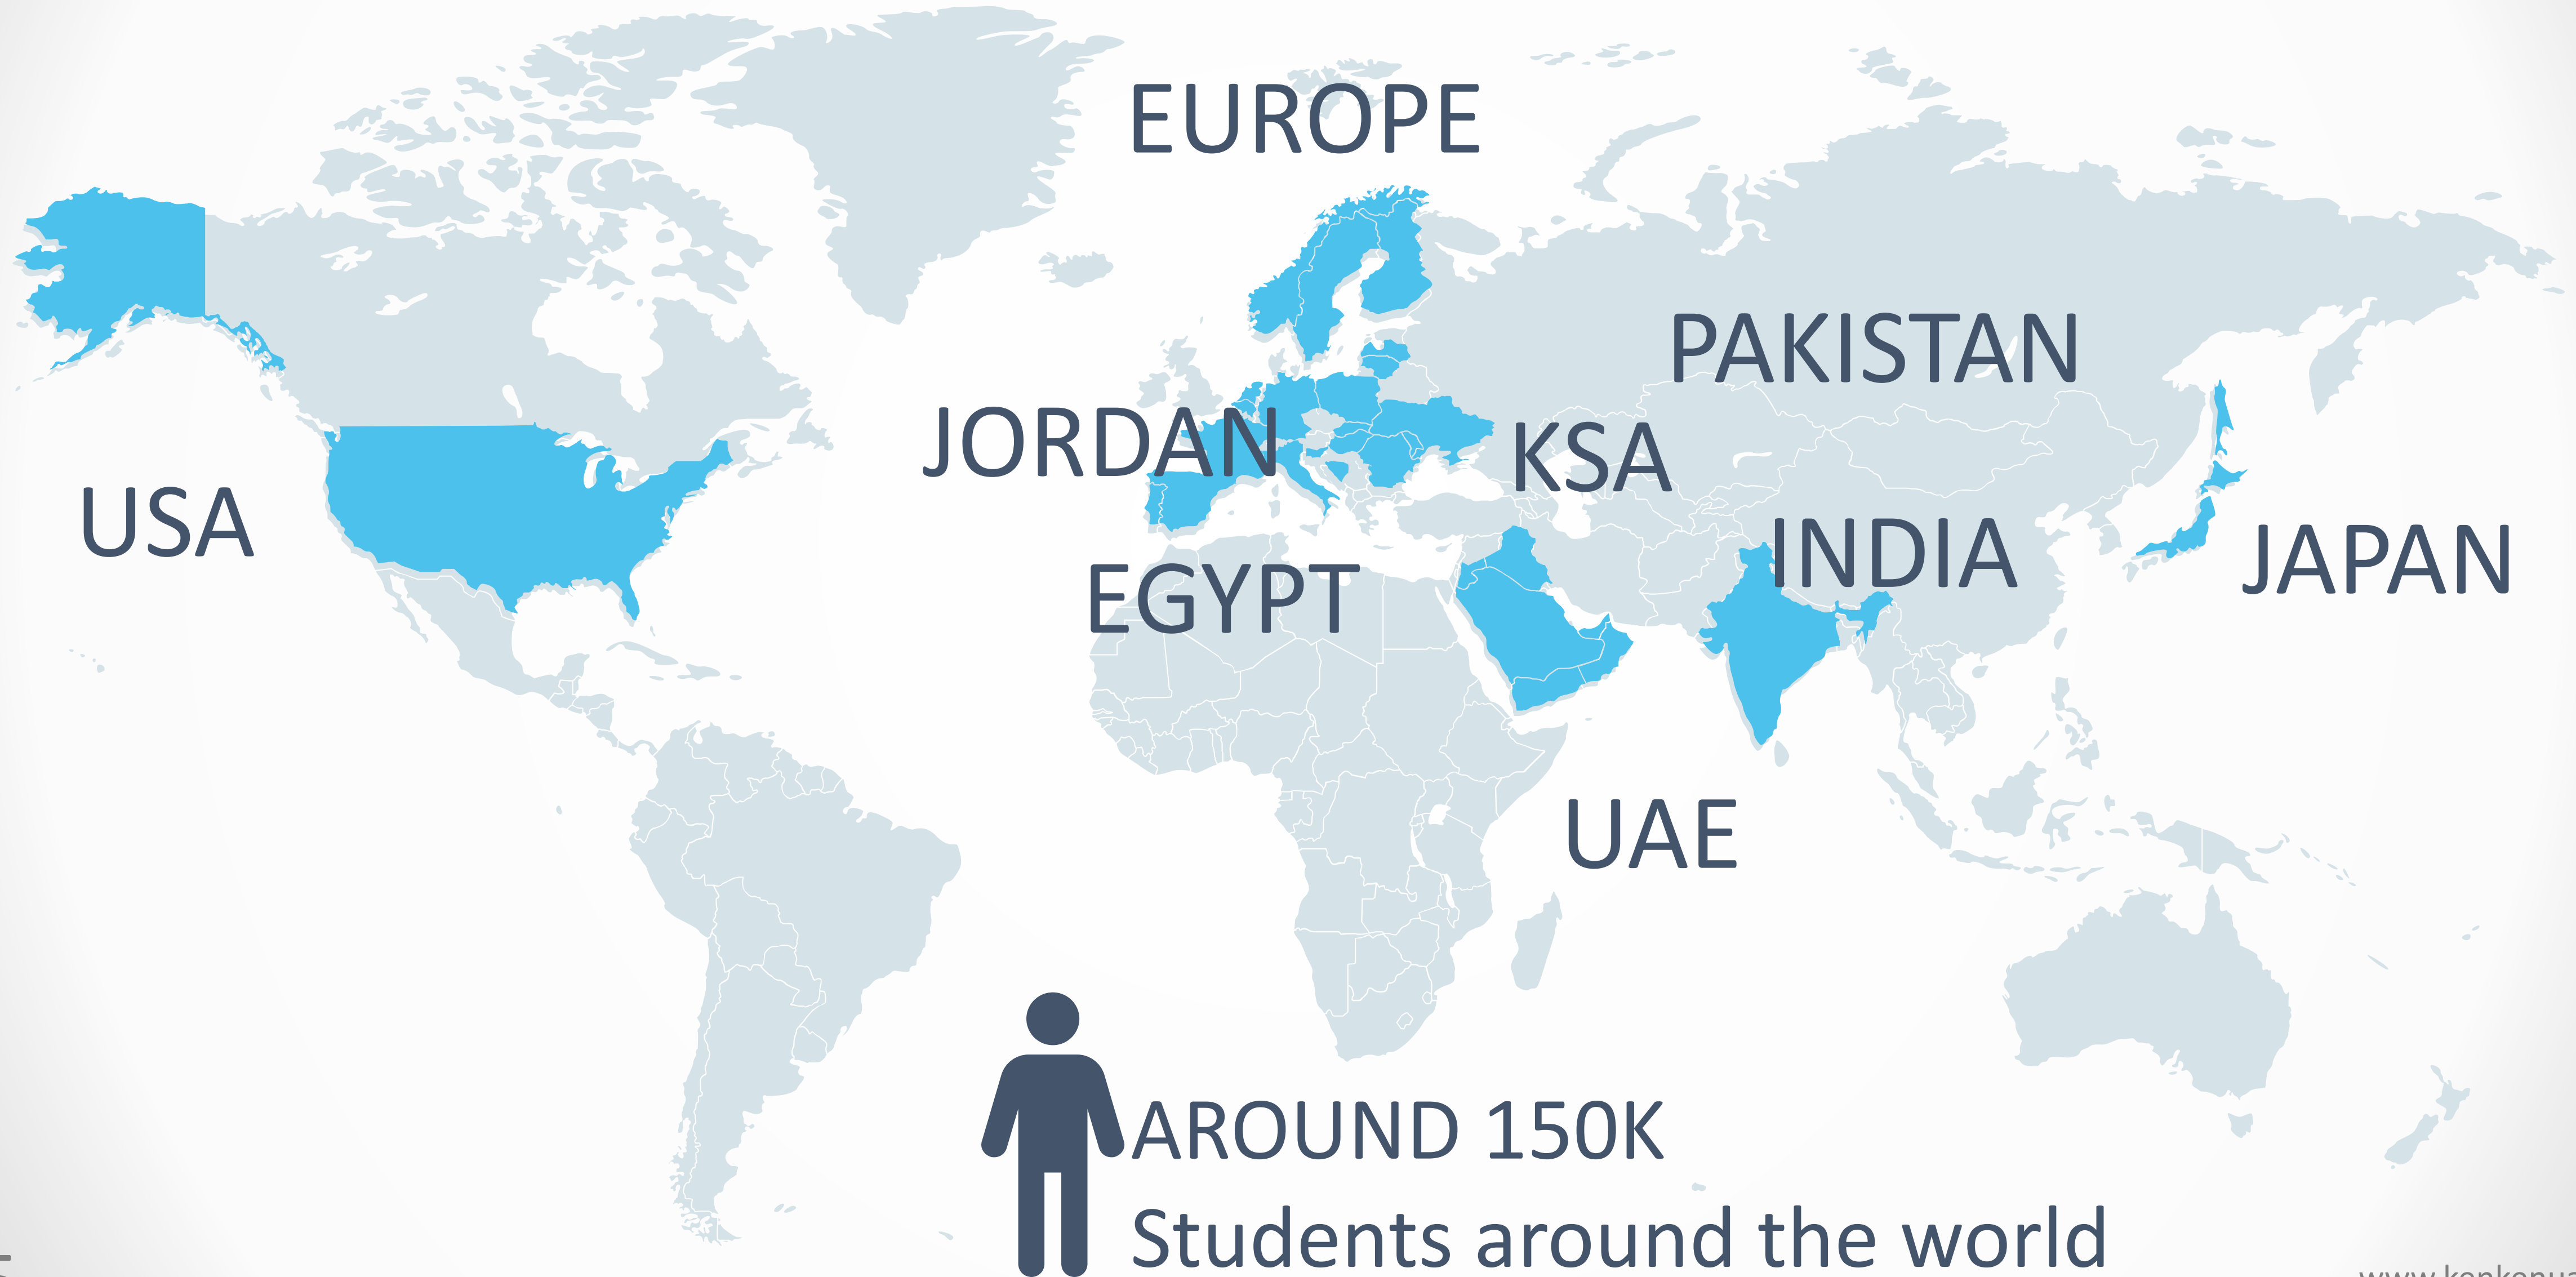 EUROPE
PAKISTAN
JORDAN
KSA
USA
INDIA
JAPAN
EGYPT
UAE
AROUND 150K
Students around the world